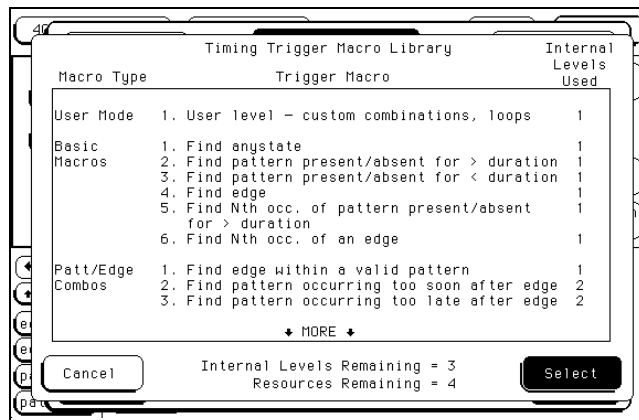 40
Timing Trigger Macro Library Internal
Levels
Macro Type Trigger Macro Used
User Mode 1. User level – custom combinations, loops 1
Basic 1. Find anystate 1
Macros 2. Find pattern present/absent for > duration 1
3. Find pattern present/absent for < duration 1
4. Find edge 1
5. Find Nth occ. of pattern present/absent 1
for > duration
6. Find Nth occ. of an edge 1
Patt/Edge 1. Find edge within a valid pattern 1
Combos 2. Find pattern occurring too soon after edge 2
3. Find pattern occurring too late after edge 2
↓ MORE ↓
Cancel Internal Levels Remaining = 3 Select
Resources Remaining = 4